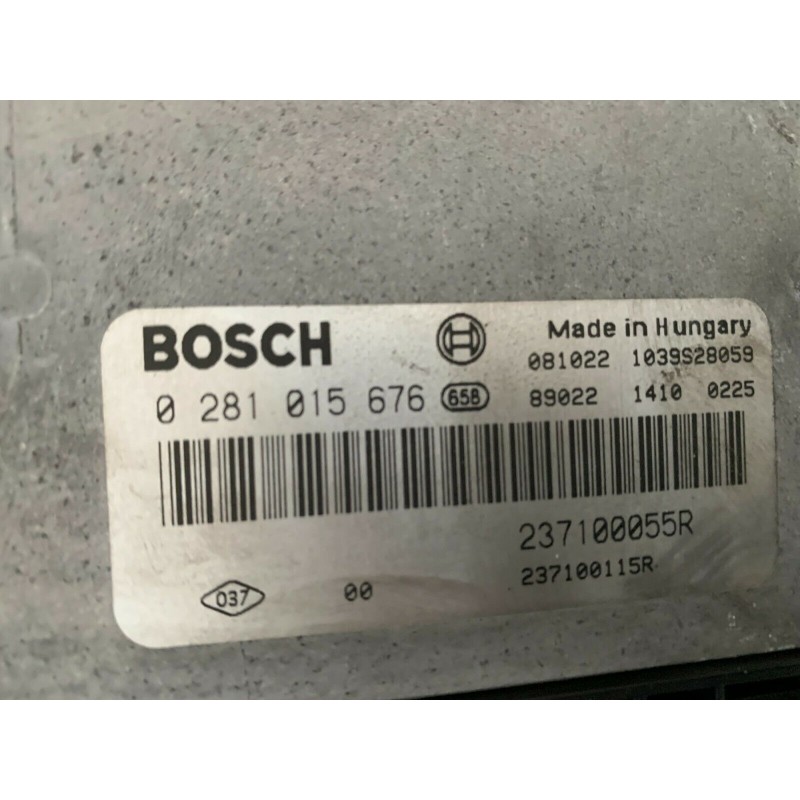 BOSCH
Made in Hungary
081022 1039S28059
0 281 015 676 658
89022 1410 0225
237100055R
037 00
237100115R